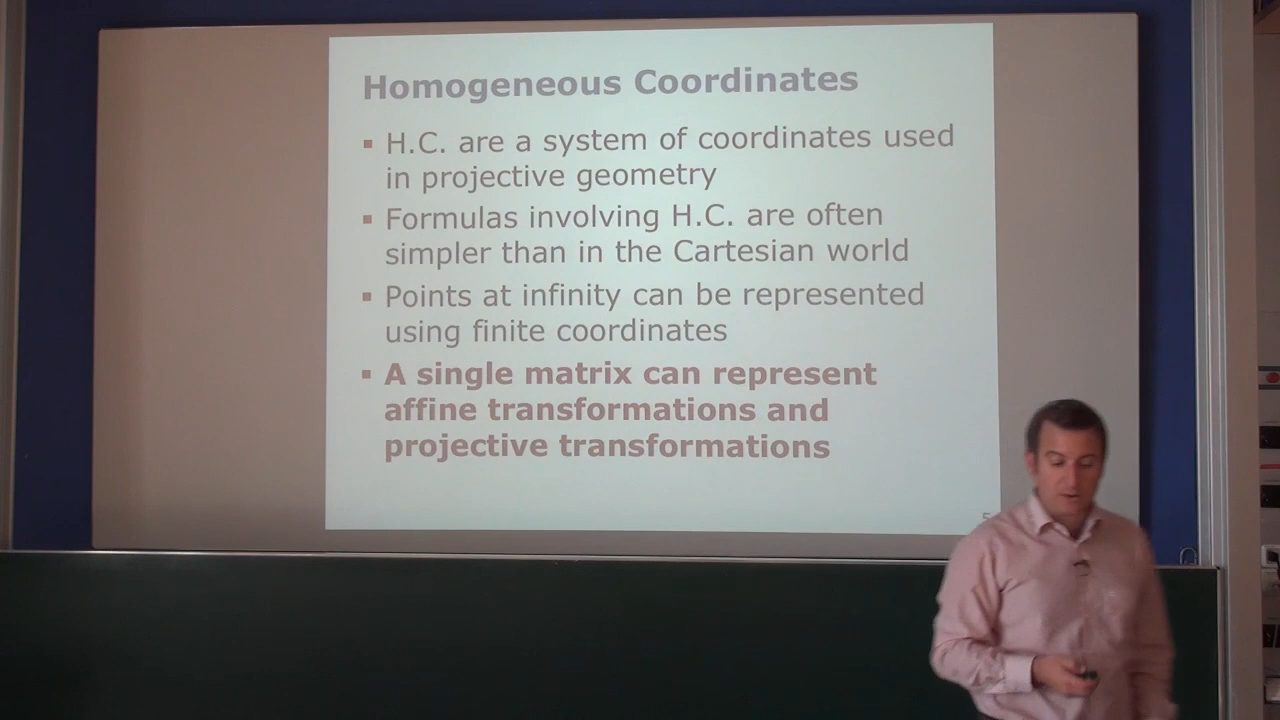 Homogeneous Coordinates
▪ H.C. are a system of coordinates used
in projective geometry
▪ Formulas involving H.C. are often
simpler than in the Cartesian world
▪ Points at infinity can be represented
using finite coordinates
▪ A single matrix can represent
affine transformations and
projective transformations
5